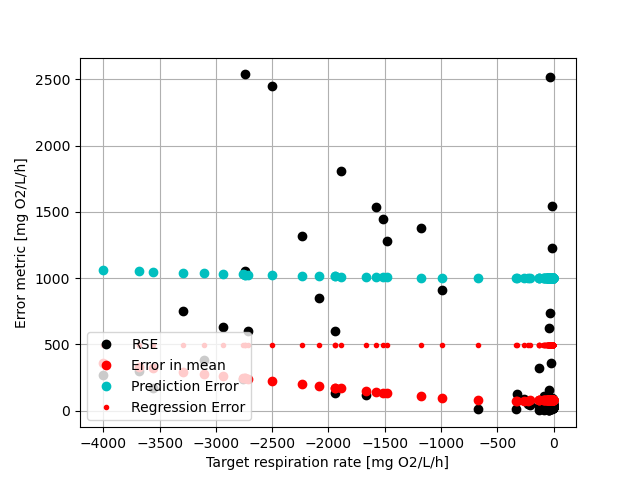 2500
2000
1500
1000
500
0
Error metric [mg O2/L/h]
RSE
Error in mean
Prediction Error
Regression Error
−4000 −3500 −3000 −2500 −2000 −1500 −1000 −500 0
Target respiration rate [mg O2/L/h]